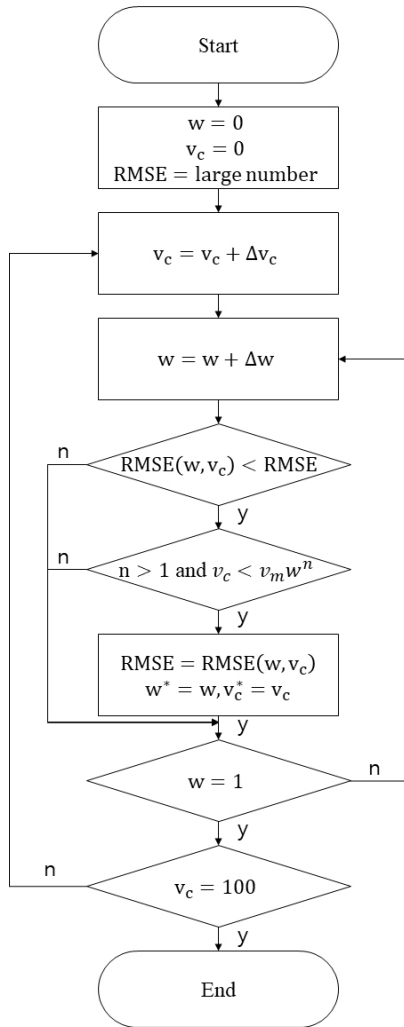 Start
w = 0
v_c = 0
RMSE = large number
v_c = v_c + Δv_c
w = w + Δw
RMSE(w, v_c) < RMSE
n
y
n > 1 and v_c < v_m w^n
n
y
RMSE = RMSE(w, v_c)
w^* = w, v_c^* = v_c
y
w = 1
n
y
v_c = 100
n
y
End